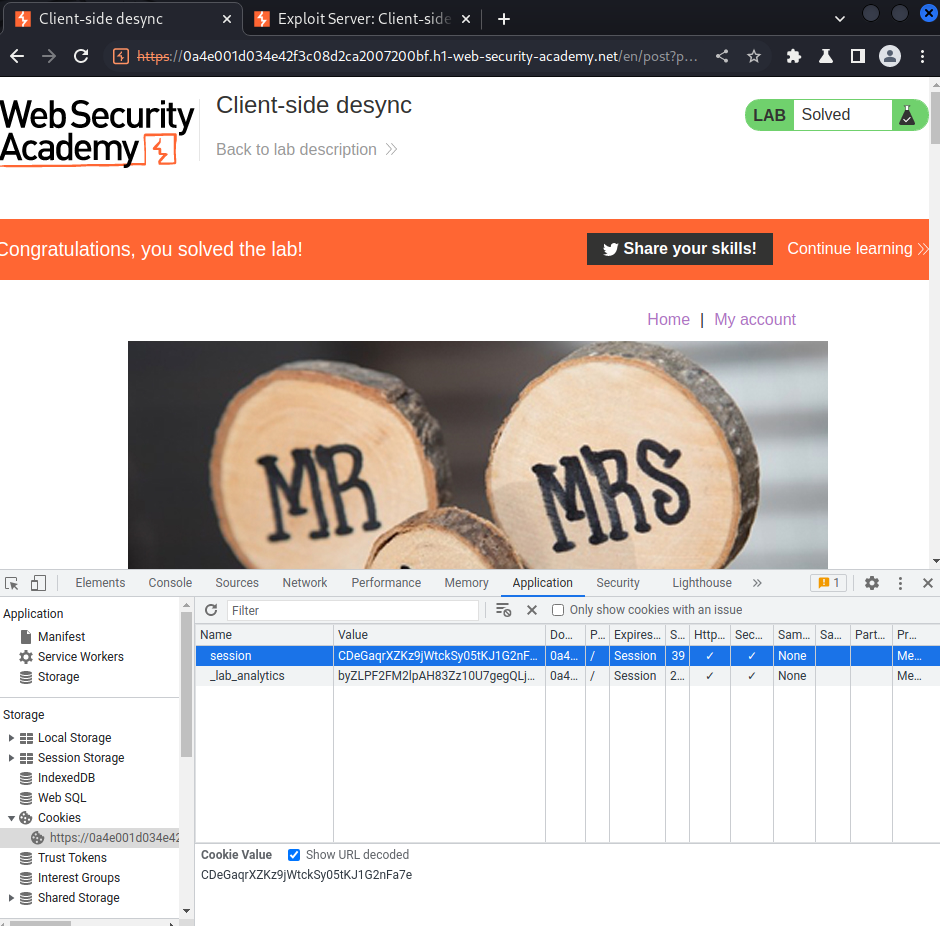 Client-side desync
Exploit Server: Client-side
https://0a4e001d034e42f3c08d2ca2007200bf.h1-web-security-academy.net/en/post?p…
Web Security
Academy
Client-side desync
Back to lab description
LAB Solved
Congratulations, you solved the lab!
Share your skills!
Continue learning
Home | My account
MR
MRS
Elements Console Sources Network Performance Memory Application Security Lighthouse 1
Application
Manifest
Service Workers
Storage
Storage
Local Storage
Session Storage
IndexedDB
Web SQL
Cookies
https://0a4e001d034e42
Trust Tokens
Interest Groups
Shared Storage
Filter
Only show cookies with an issue
Name Value Do… P… Expires… S… Http… Sec… Sam… Sa… Part… Pr…
session CDeGaqrXZKz9jWtckSy05tKJ1G2nF… 0a4… / Session 39 ✓ ✓ None Me…
_lab_analytics byZLPF2FM2lpAH83Zz10U7gegQLj… 0a4… / Session 2… ✓ ✓ None Me…
Cookie Value Show URL decoded
CDeGaqrXZKz9jWtckSy05tKJ1G2nFa7e